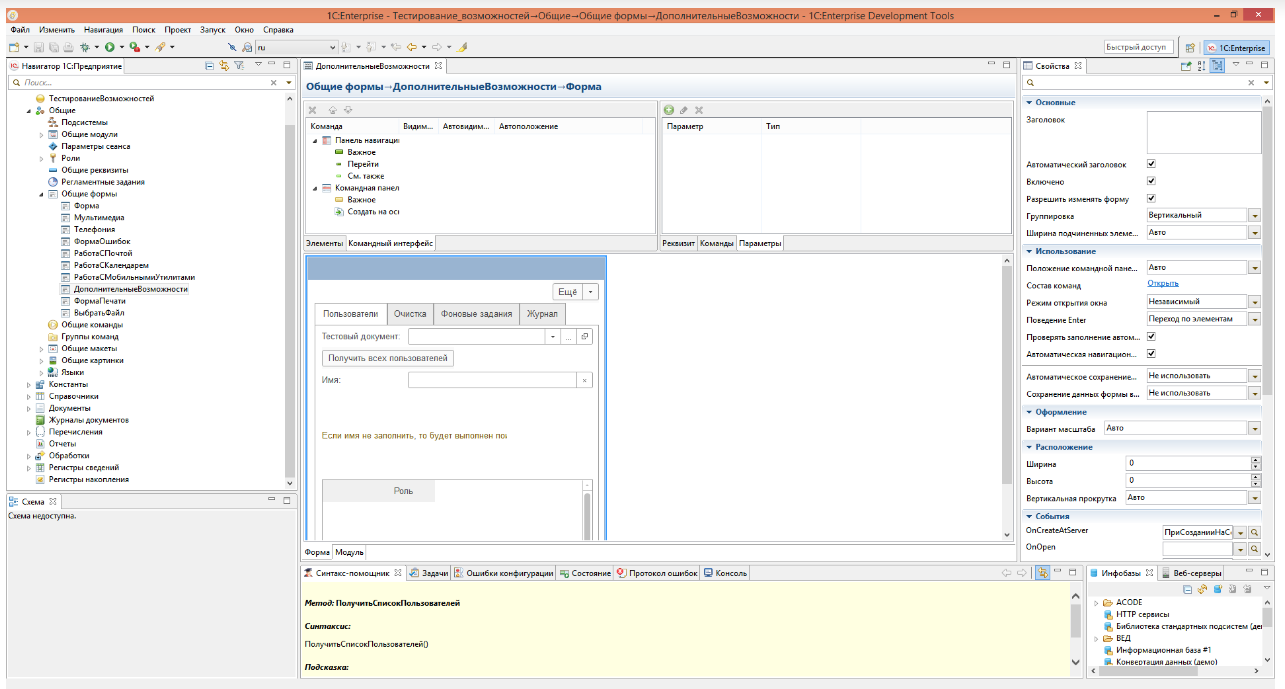 1C:Enterprise - Тестирование_возможностей→Общие→Общие формы→ДополнительныеВозможности - 1C:Enterprise Development Tools
Файл Изменить Навигация Поиск Проект Запуск Окно Справка
ru
Быстрый доступ
1C:Enterprise
Навигатор 1С:Предприятие
Поиск...
ТестированиеВозможностей
Общие
Подсистемы
Общие модули
Параметры сеанса
Роли
Общие реквизиты
Регламентные задания
Общие формы
Форма
Мультимедиа
Телефония
ФормаОшибок
РаботаСПочтой
РаботаСКалендарем
РаботаСМобильнымиУтилитами
ДополнительныеВозможности
ФормаПечати
ВыбратьФайл
Общие команды
Группы команд
Общие макеты
Общие картинки
Языки
Константы
Справочники
Документы
Журналы документов
Перечисления
Отчеты
Обработки
Регистры сведений
Регистры накопления
Схема
Схема недоступна.
ДополнительныеВозможности
Общие формы→ДополнительныеВозможности→Форма
Команда Видим... Автовидим... Автоположение
Панель навигаци
Важное
Перейти
См. также
Командная панел
Важное
Создать на осн
Элементы Командный интерфейс
Параметр Тип
Реквизит Команды Параметры
Ещё
Пользователи Очистка Фоновые задания Журнал
Тестовый документ: ...
Получить всех пользователей
Имя:
Если имя не заполнить, то будет выполнен пои
Роль
Форма Модуль
Синтакс-помощник Задачи Ошибки конфигурации Состояние Протокол ошибок Консоль
Метод: ПолучитьСписокПользователей
Синтаксис:
ПолучитьСписокПользователей()
Подсказка:
Свойства
Основные
Заголовок
Автоматический заголовок
Включено
Разрешить изменять форму
Группировка Вертикальный
Ширина подчиненных элеме... Авто
Использование
Положение командной пане... Авто
Состав команд Открыть
Режим открытия окна Независимый
Поведение Enter Переход по элементам
Проверять заполнение автом...
Автоматическая навигацион...
Автоматическое сохранение... Не использовать
Сохранение данных формы в... Не использовать
Оформление
Вариант масштаба Авто
Расположение
Ширина 0
Высота 0
Вертикальная прокрутка Авто
События
OnCreateAtServer ПриСозданииНаС
OnOpen
Инфобазы Веб-серверы
ACODE
HTTP сервисы
Библиотека стандартных подсистем (де
ВЕД
Информационная база #1
Конвертация данных (демо)